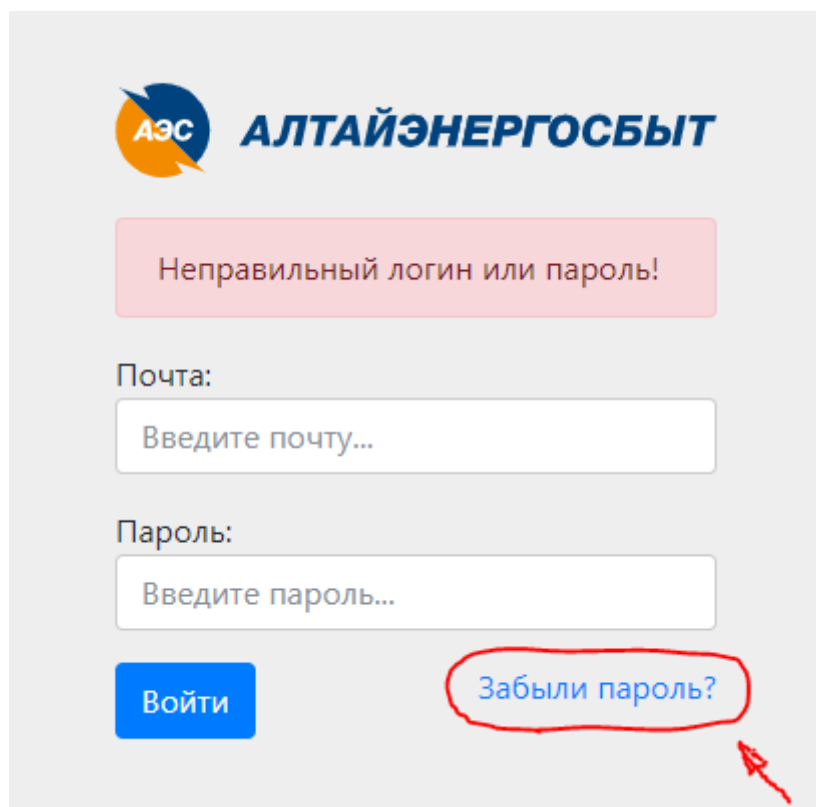 АЭС АЛТАЙЭНЕРГОСБЫТ
Неправильный логин или пароль!
Почта:
Введите почту...
Пароль:
Введите пароль...
Войти Забыли пароль?